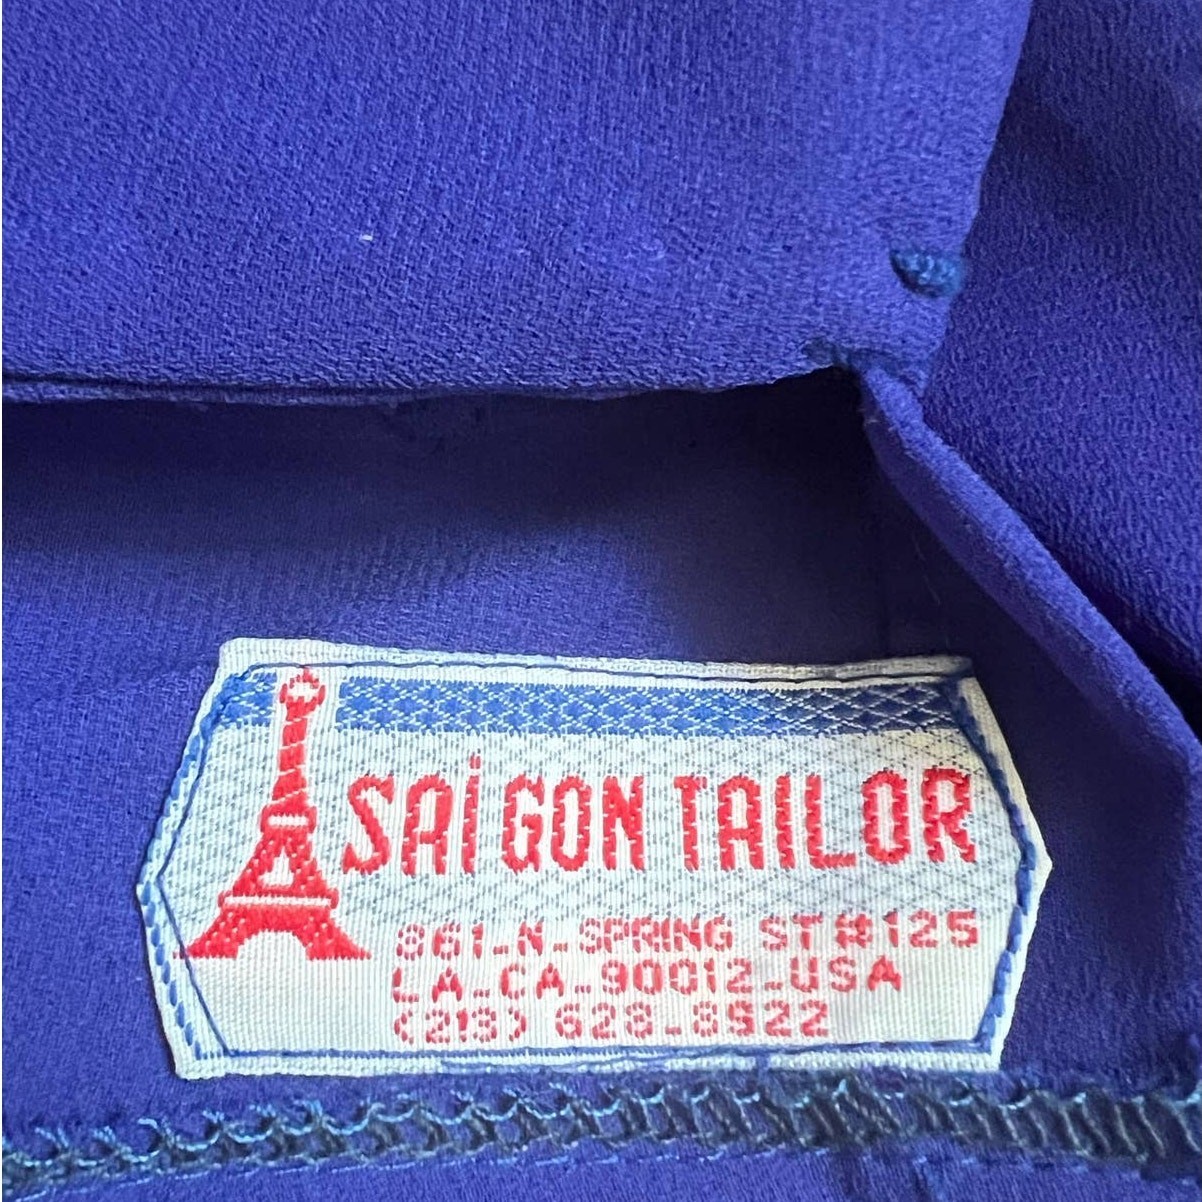 SAiGON TAILOR
861-N-SPRING ST#125
LA-CA-90012-USA
(213) 628-8922